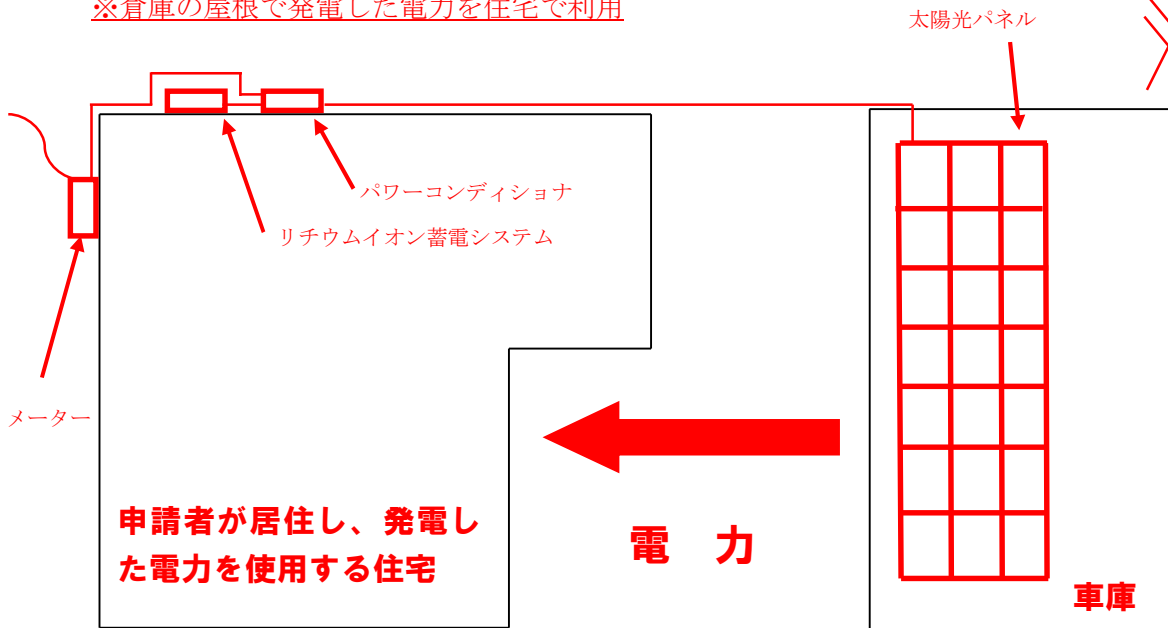 ※倉庫の屋根で発電した電力を住宅で利用
太陽光パネル
パワーコンディショナ
リチウムイオン蓄電システム
メーター
申請者が居住し、発電し
た電力を使用する住宅
電　力
車庫